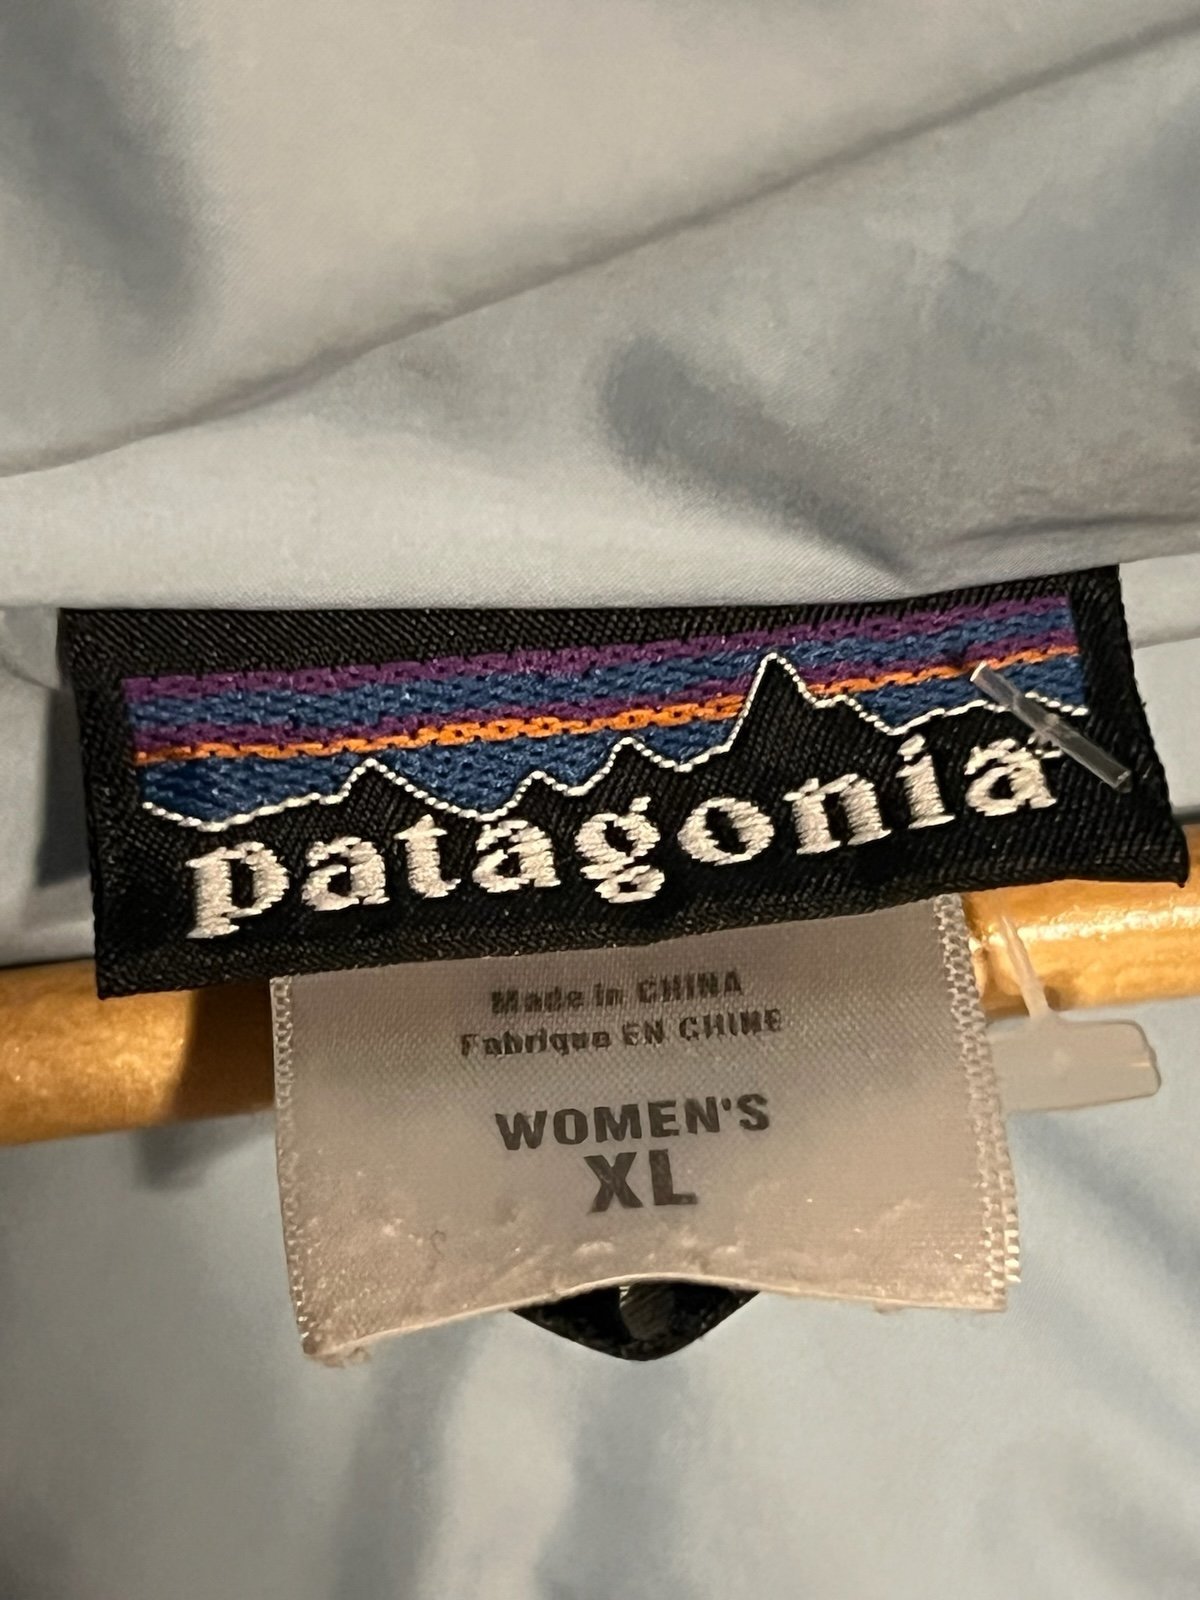 patagonia
Made in CHINA
Fabrique EN CHINE
WOMEN'S
XL